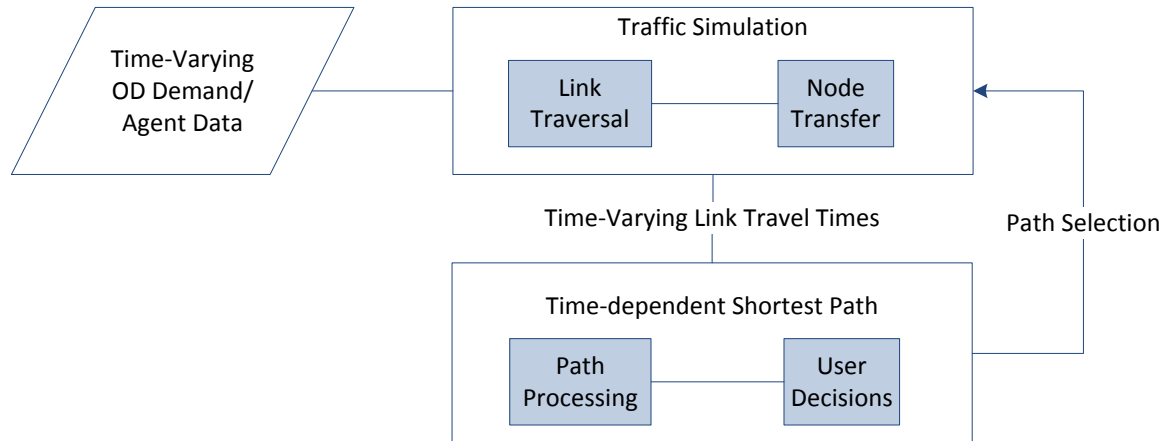 Time-Varying
OD Demand/
Agent Data
Traffic Simulation
Link
Traversal
Node
Transfer
Time-Varying Link Travel Times
Path Selection
Time-dependent Shortest Path
Path
Processing
User
Decisions